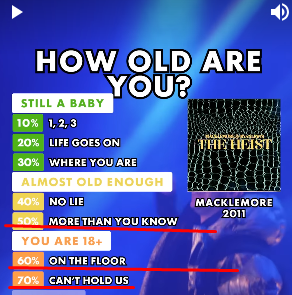 HOW OLD ARE
YOU?
STILL A BABY
10% 1, 2, 3
20% LIFE GOES ON
30% WHERE YOU ARE
ALMOST OLD ENOUGH
40% NO LIE
50% MORE THAN YOU KNOW
YOU ARE 18+
60% ON THE FLOOR
70% CAN'T HOLD US
THE HEIST
MACKLEMORE
2011